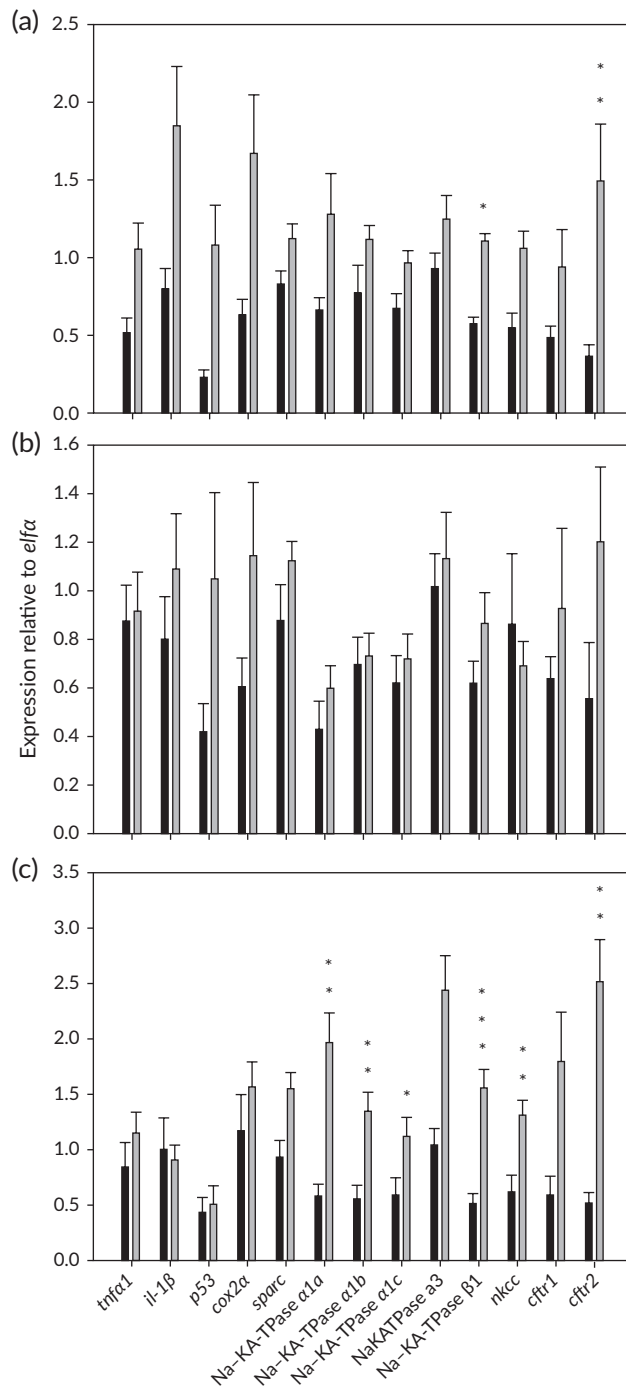 (a)
2.5
2.0
1.5
1.0
0.5
0.0
*
*
*
(b)
1.6
1.4
1.2
1.0
0.8
0.6
0.4
0.2
0.0
Expression relative to elfα
(c)
3.5
3.0
2.5
2.0
1.5
1.0
0.5
0.0
*
*
*
*
*
*
*
*
*
*
*
*
tnfα1
il-1β
p53
cox2α
sparc
Na–KA-TPase α1a
Na–KA-TPase α1b
Na–KA-TPase α1c
NaKATPase a3
Na–KA-TPase β1
nkcc
cftr1
cftr2